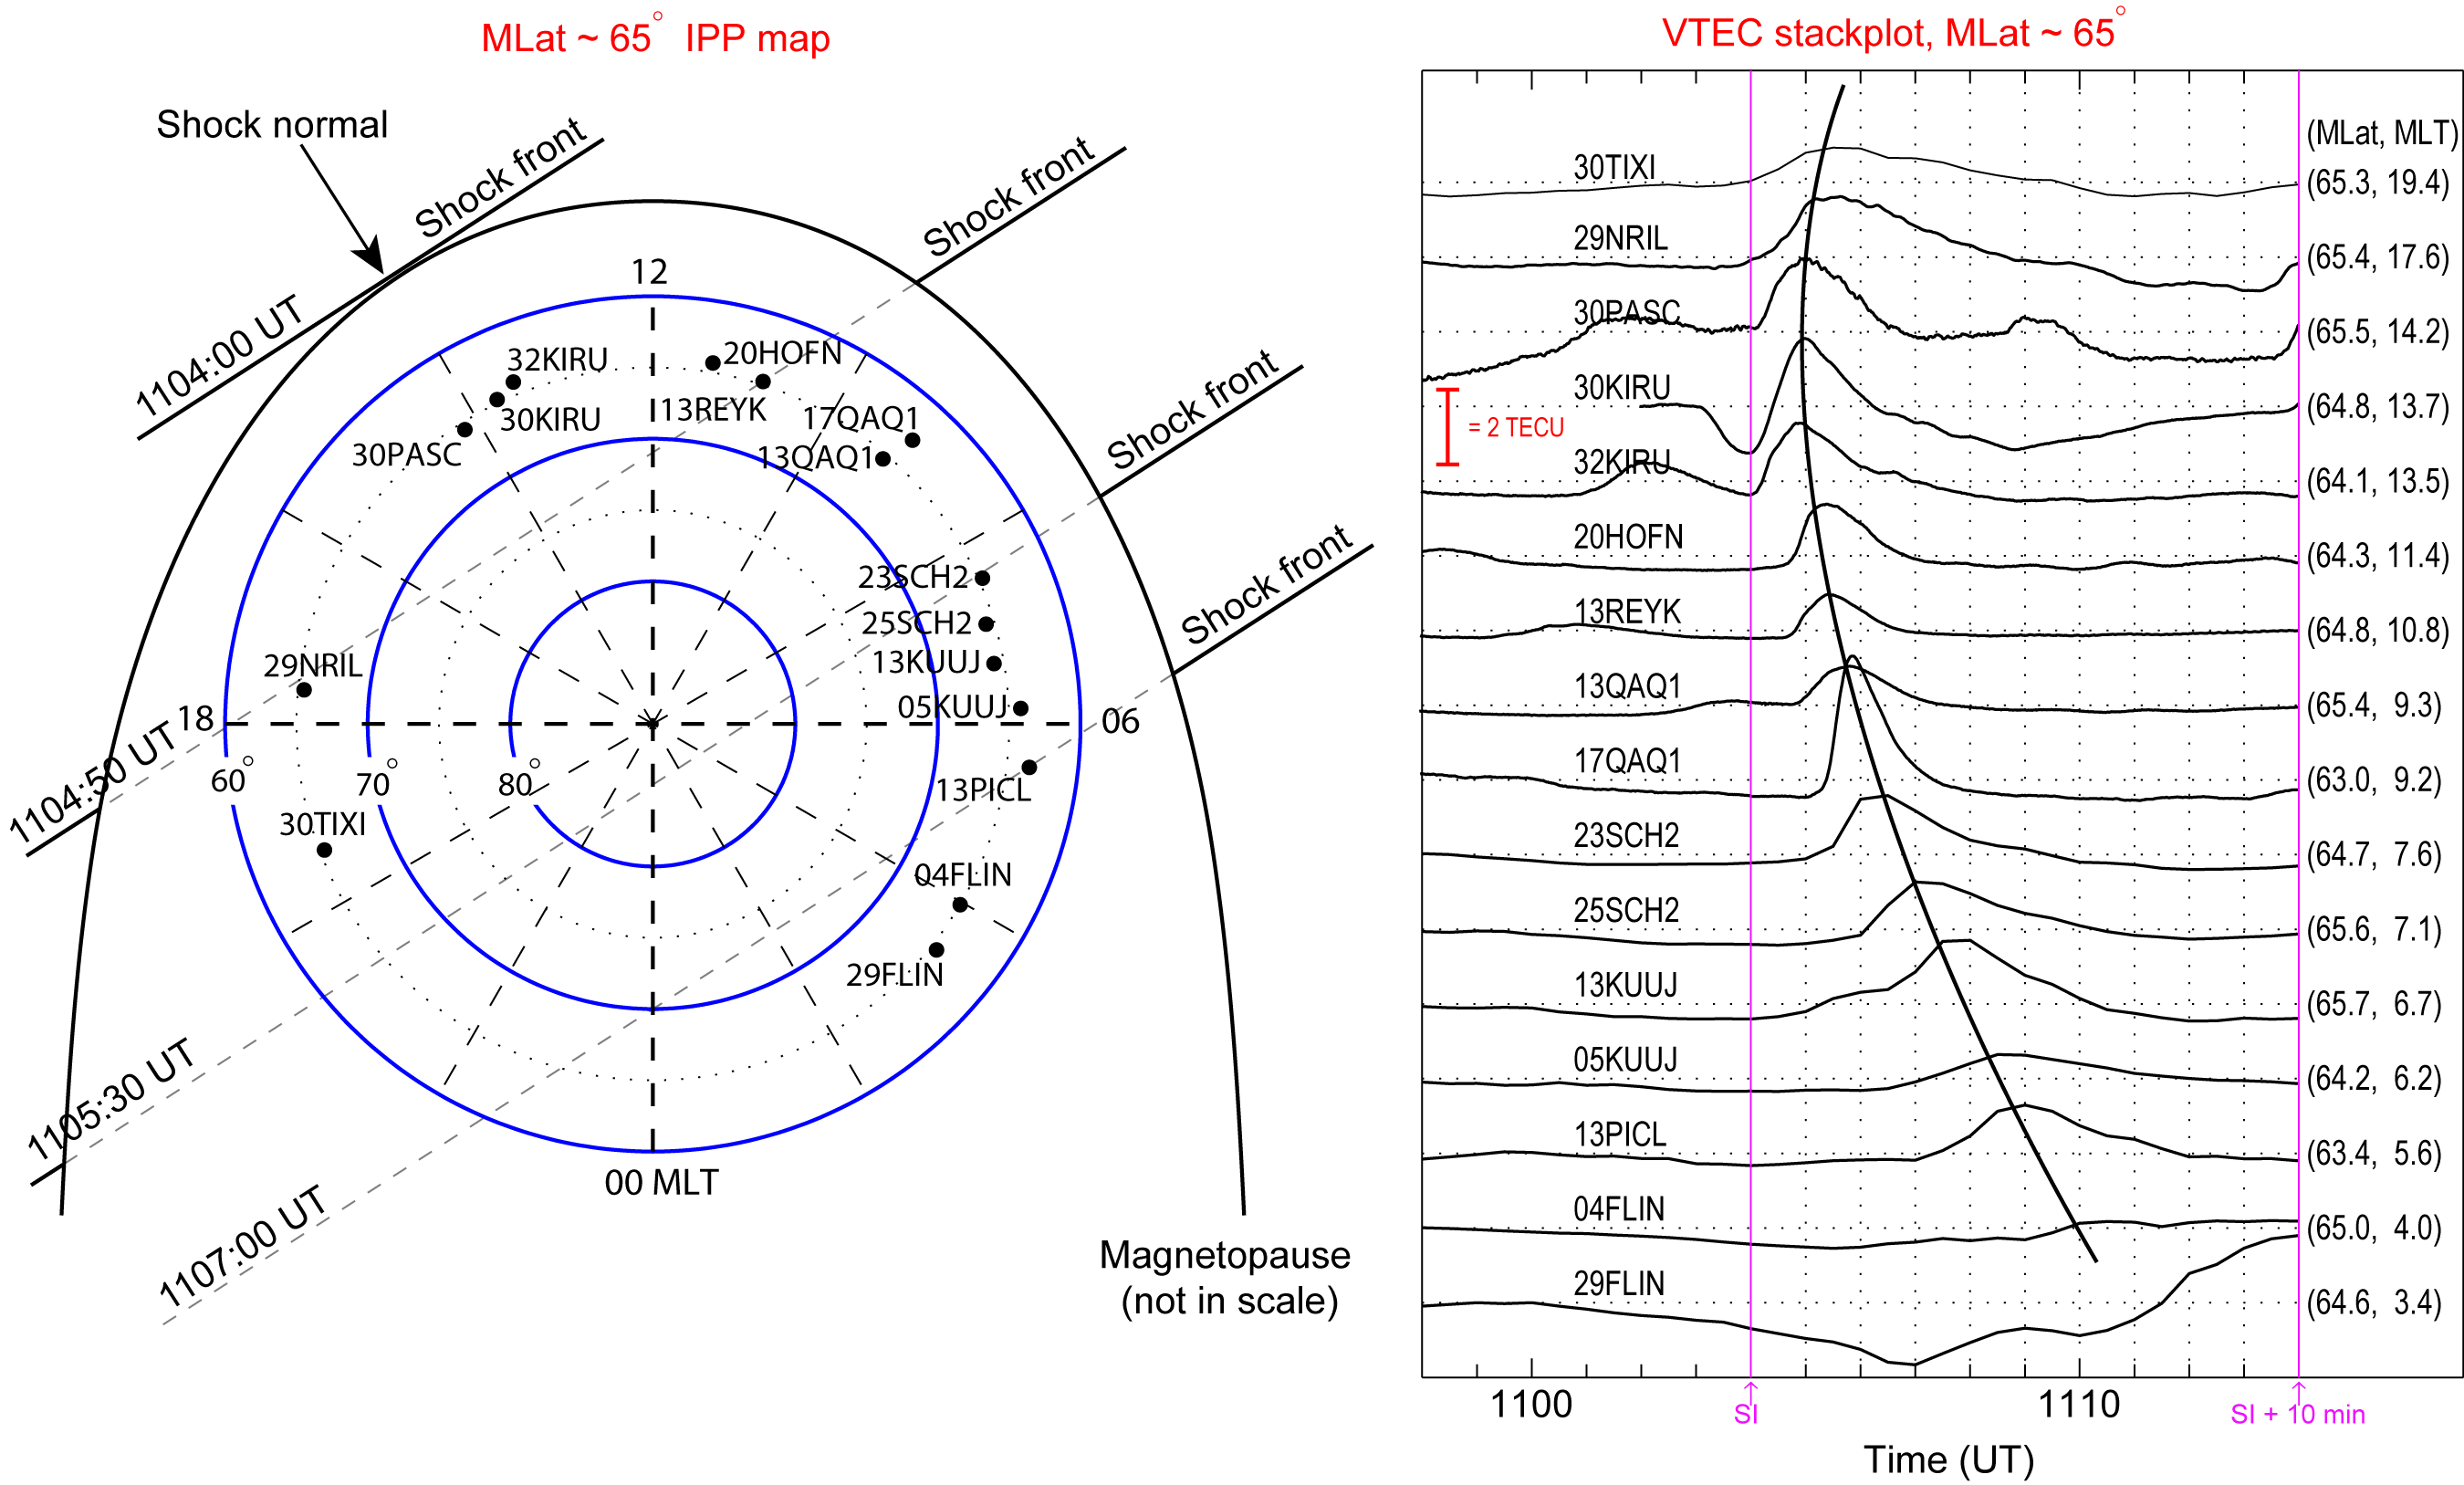 MLat ~ 65° IPP map
Shock normal
Shock front
Shock front
Shock front
Shock front
1104:00 UT
1104:50 UT
1105:30 UT
1107:00 UT
12
18
06
00 MLT
60°
70°
80°
32KIRU
30KIRU
30PASC
20HOFN
13REYK
17QAQ1
13QAQ1
23SCH2
25SCH2
13KUUJ
05KUUJ
13PICL
04FLIN
29FLIN
29NRIL
30TIXI
Magnetopause
(not in scale)
VTEC stackplot, MLat ~ 65°
(MLat, MLT)
30TIXI (65.3, 19.4)
29NRIL (65.4, 17.6)
30PASC (65.5, 14.2)
30KIRU (64.8, 13.7)
= 2 TECU
32KIRU (64.1, 13.5)
20HOFN (64.3, 11.4)
13REYK (64.8, 10.8)
13QAQ1 (65.4, 9.3)
17QAQ1 (63.0, 9.2)
23SCH2 (64.7, 7.6)
25SCH2 (65.6, 7.1)
13KUUJ (65.7, 6.7)
05KUUJ (64.2, 6.2)
13PICL (63.4, 5.6)
04FLIN (65.0, 4.0)
29FLIN (64.6, 3.4)
1100 1110
SI SI + 10 min
Time (UT)